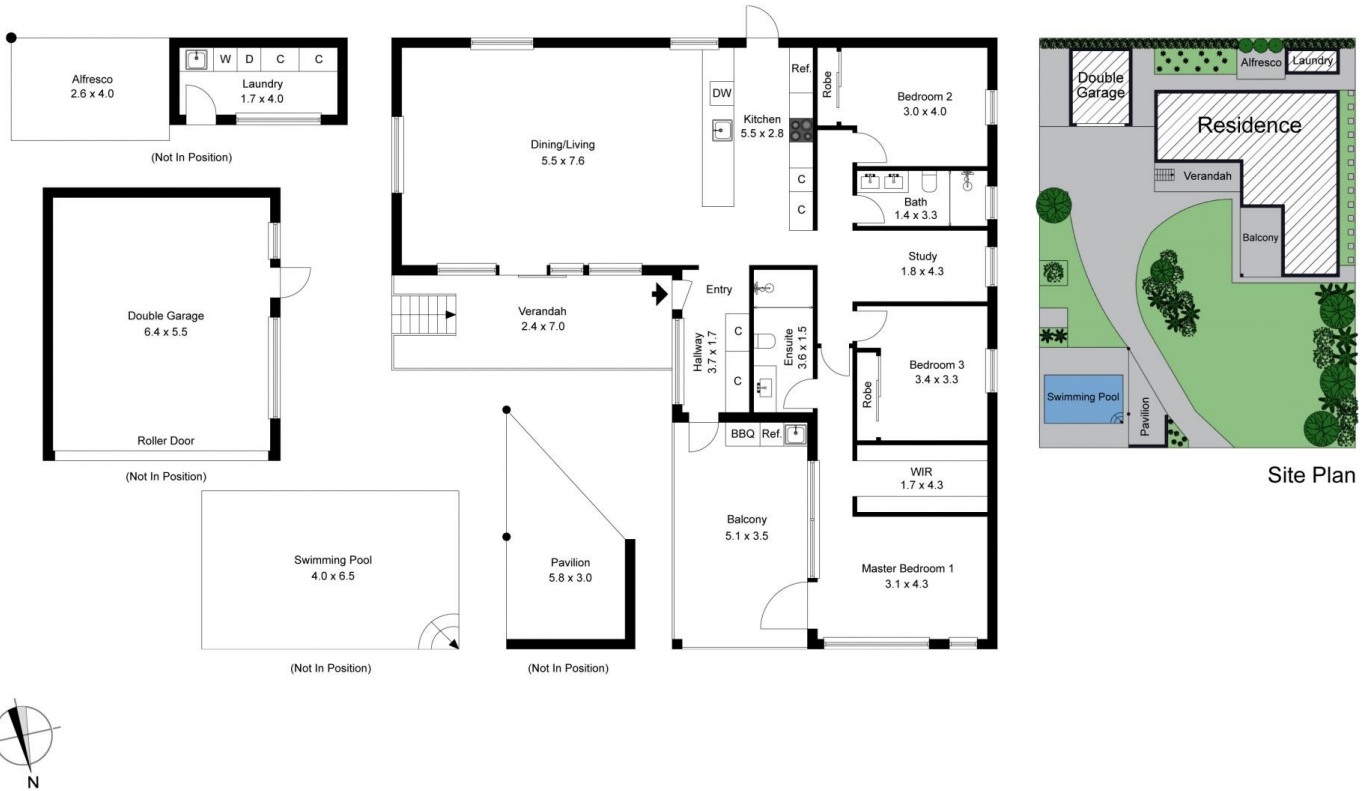 Alfresco
2.6 x 4.0
W D C C
Laundry
1.7 x 4.0
(Not In Position)
Double Garage
6.4 x 5.5
Roller Door
(Not In Position)
Swimming Pool
4.0 x 6.5
(Not In Position)
Pavilion
5.8 x 3.0
(Not In Position)
Dining/Living
5.5 x 7.6
DW
Kitchen
5.5 x 2.8
Ref.
C
C
Robe
Bedroom 2
3.0 x 4.0
Bath
1.4 x 3.3
Study
1.8 x 4.3
Verandah
2.4 x 7.0
Entry
Hallway
3.7 x 1.7
C
C
Ensuite
3.6 x 1.5
Bedroom 3
3.4 x 3.3
Robe
BBQ Ref.
WIR
1.7 x 4.3
Balcony
5.1 x 3.5
Master Bedroom 1
3.1 x 4.3
Double
Garage
Alfresco
Laundry
Residence
Verandah
Balcony
Swimming Pool
Pavilion
Site Plan
N